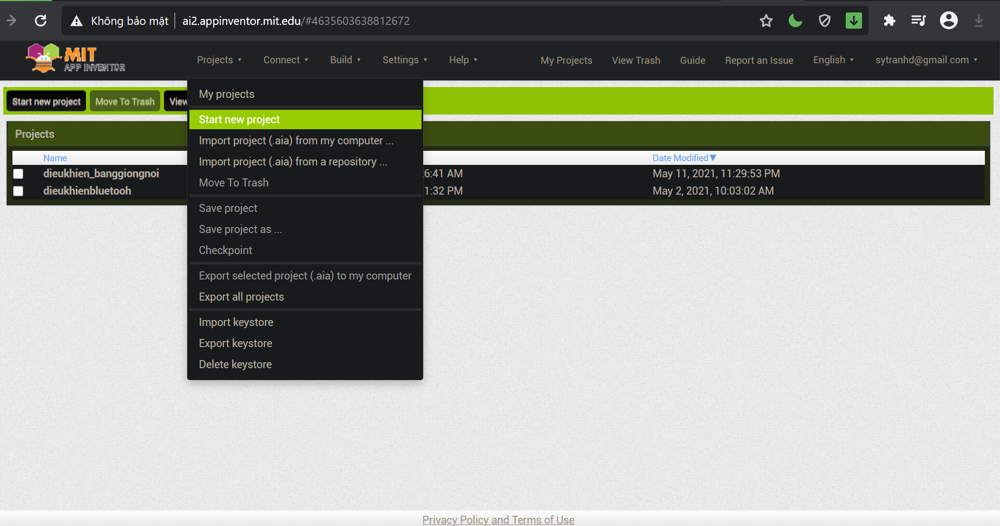 Không bảo mật ai2.appinventor.mit.edu/#4635603638812672
MIT
APP INVENTOR
Projects Connect Build Settings Help My Projects View Trash Guide Report an Issue English sytranhd@gmail.com
My projects
Start new project Move To Trash View
Start new project
Projects
Import project (.aia) from my computer ...
Name Date Modified▼
Import project (.aia) from a repository ...
dieukhien_banggiongnoi 6:41 AM May 11, 2021, 11:29:53 PM
Move To Trash
dieukhienbluetooh 1:32 PM May 2, 2021, 10:03:02 AM
Save project
Save project as ...
Checkpoint
Export selected project (.aia) to my computer
Export all projects
Import keystore
Export keystore
Delete keystore
Privacy Policy and Terms of Use